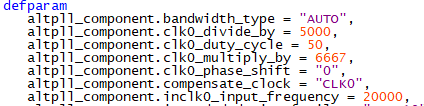 defparam
altpll_component.bandwidth_type = "AUTO",
altpll_component.clk0_divide_by = 5000,
altpll_component.clk0_duty_cycle = 50,
altpll_component.clk0_multiply_by = 6667,
altpll_component.clk0_phase_shift = "0",
altpll_component.compensate_clock = "CLK0",
altpll_component.inclk0_input_frequency = 20000,